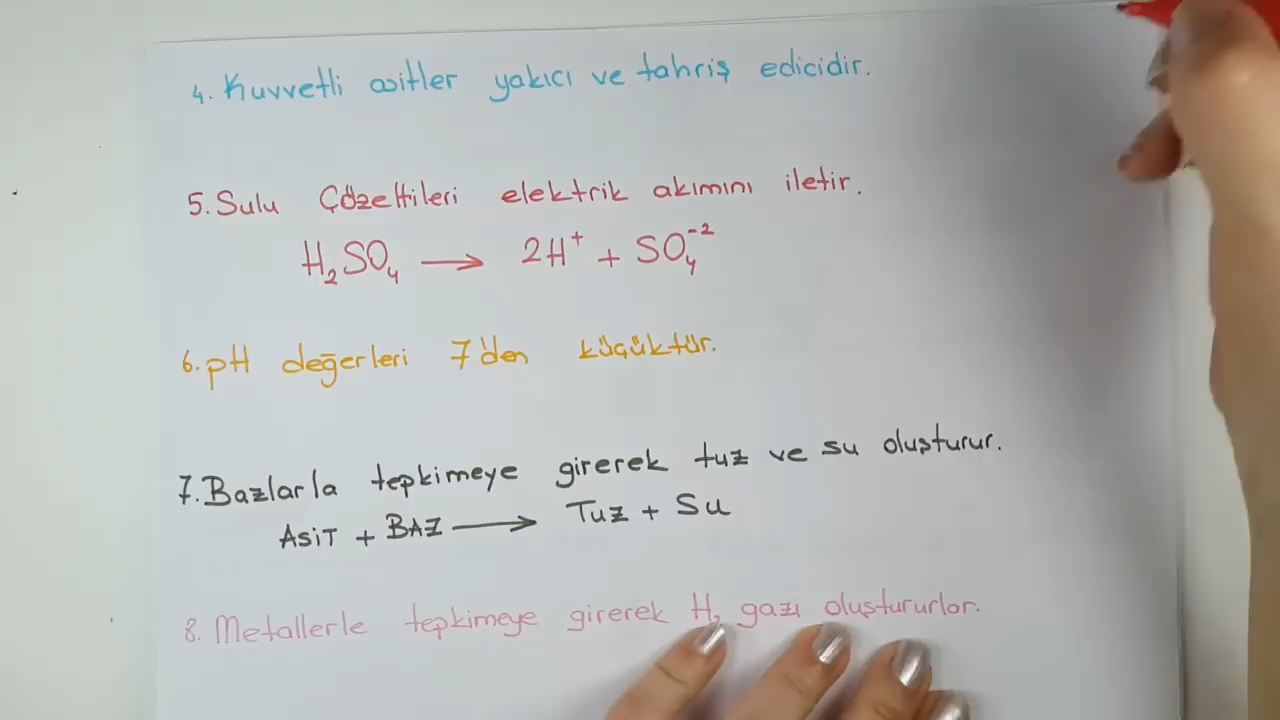 4. Kuvvetli asitler yakıcı ve tahriş edicidir.
5. Sulu Çözeltileri elektrik akımını iletir.
H₂SO₄ → 2H⁺ + SO₄⁻²
6. pH değerleri 7'den küçüktür.
7. Bazlarla tepkimeye girerek tuz ve su oluşturur.
ASİT + BAZ → Tuz + Su
8. Metallerle tepkimeye girerek H₂ gazı oluştururlar.